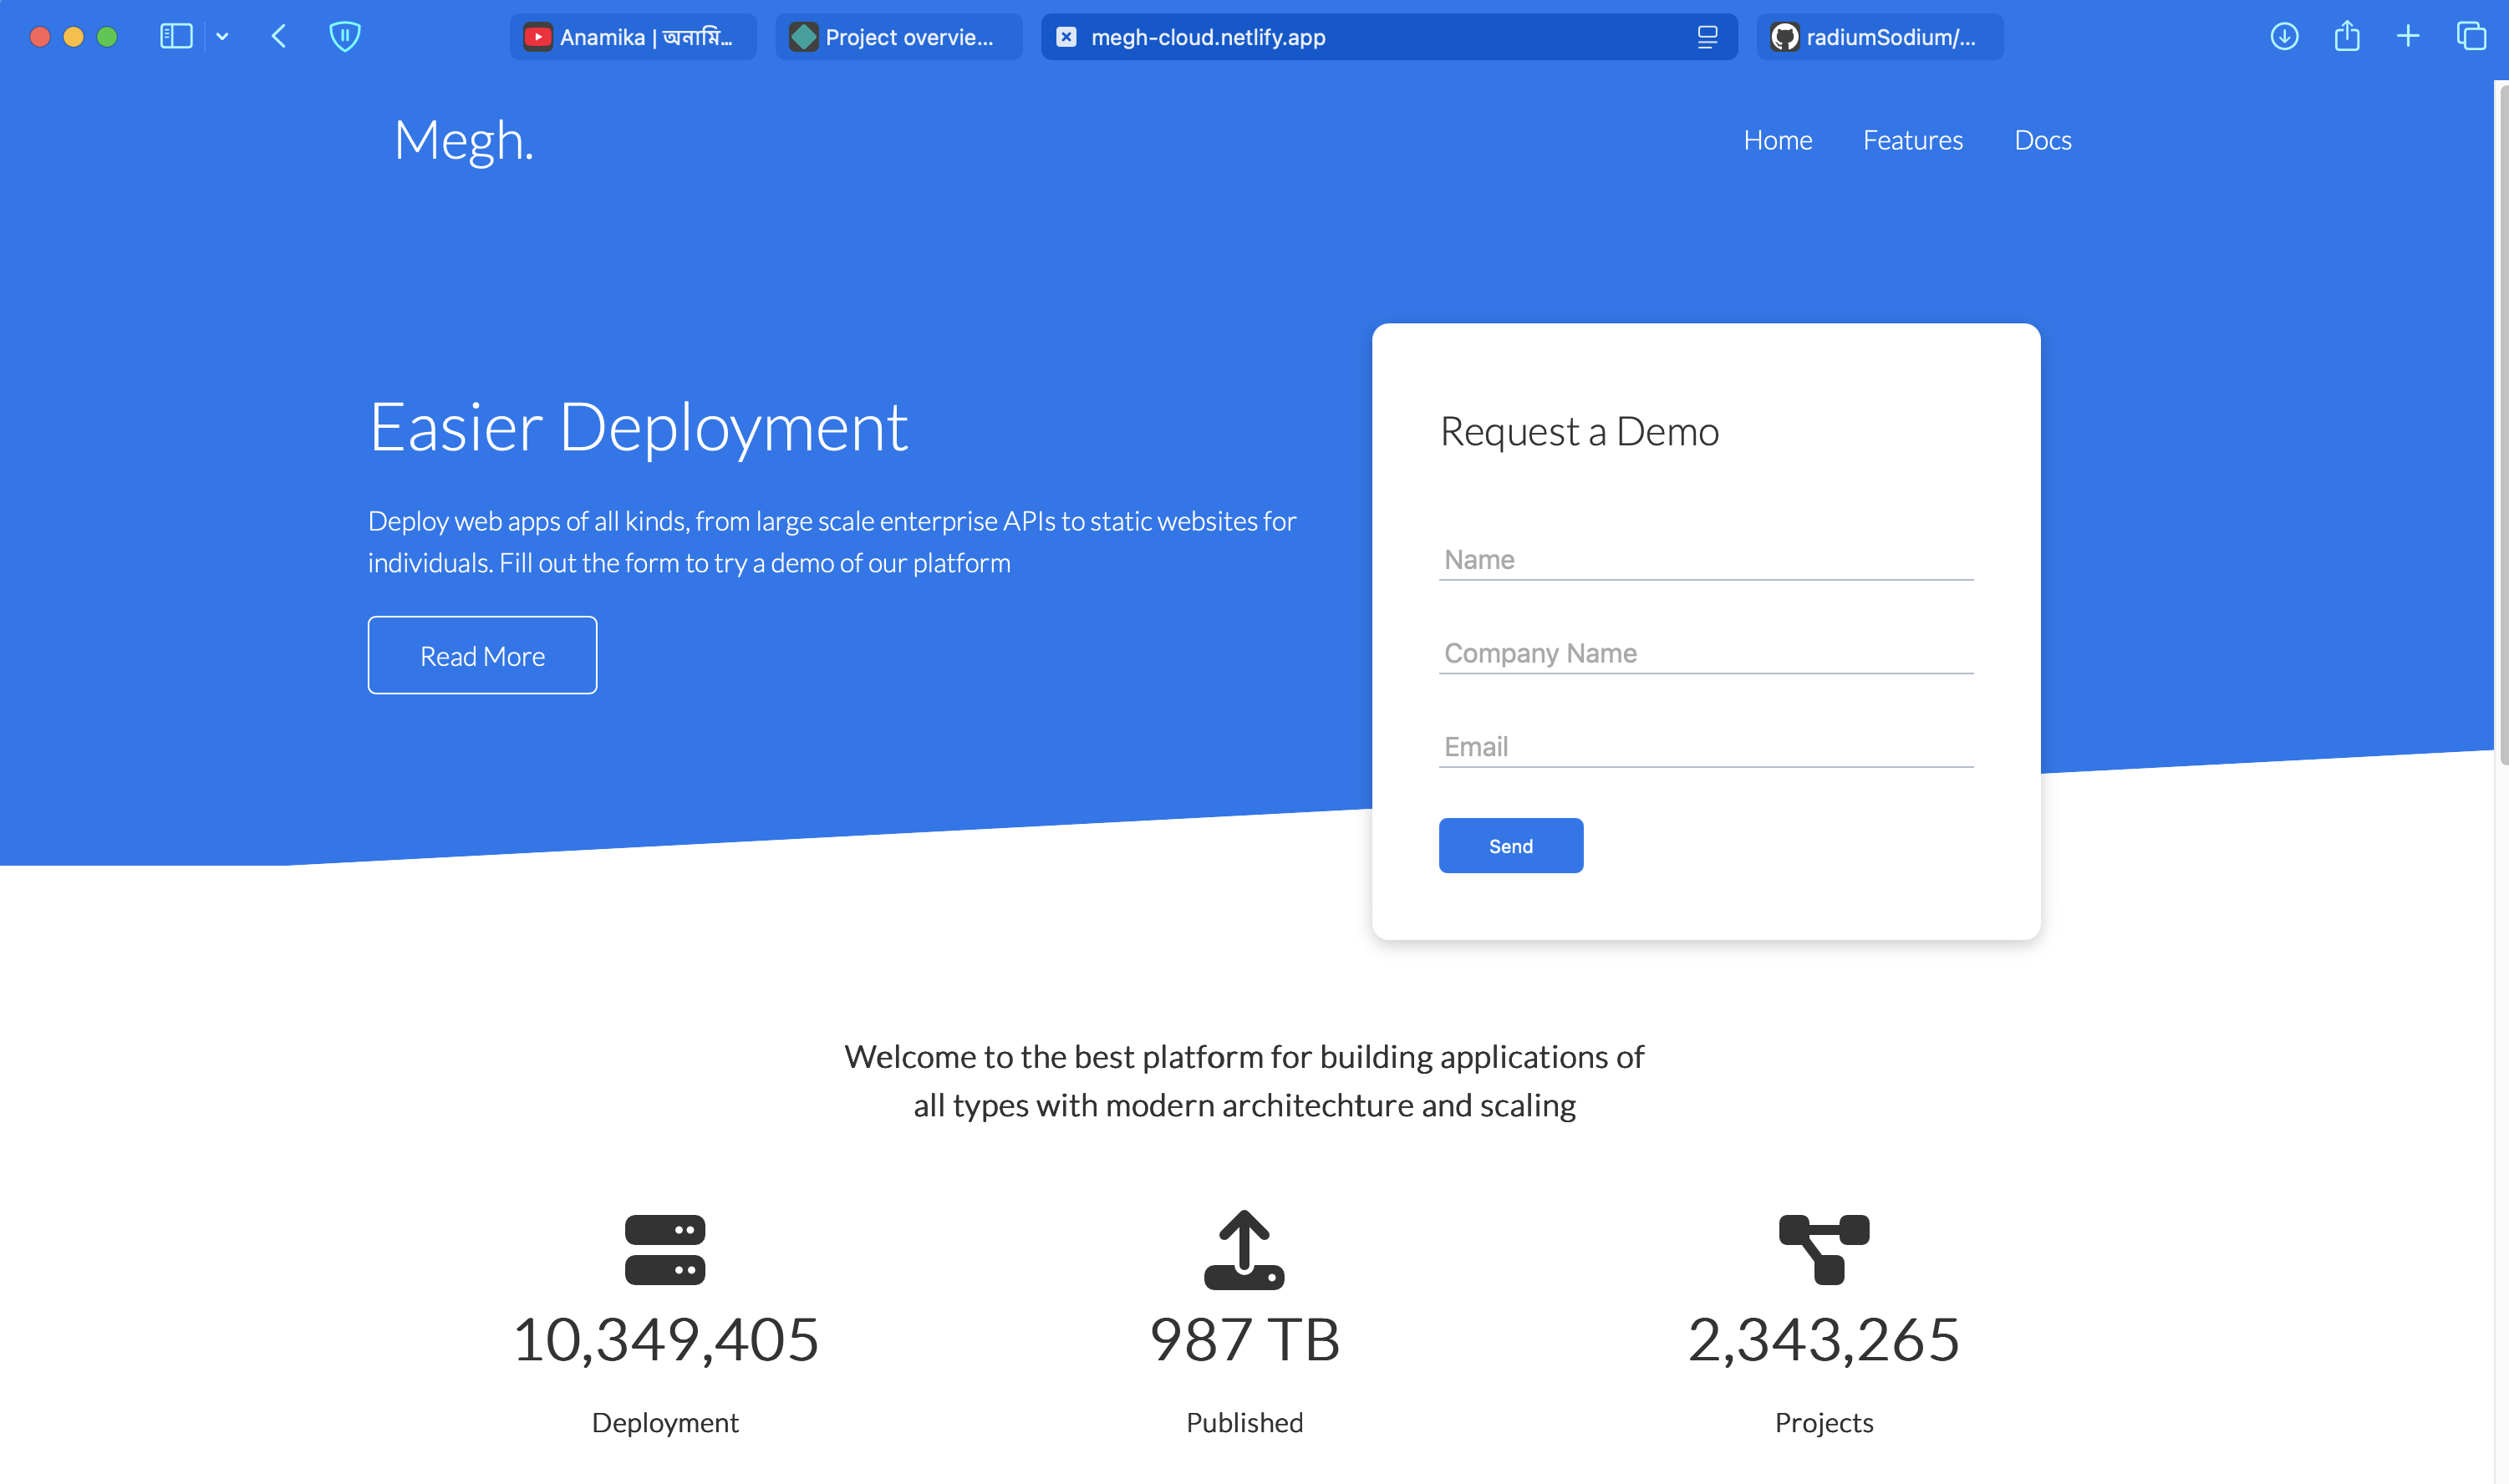 Anamika | অনামি...
Project overvie...
megh-cloud.netlify.app
radiumSodium/...
Megh.
Home
Features
Docs
Easier Deployment
Deploy web apps of all kinds, from large scale enterprise APIs to static websites for
individuals. Fill out the form to try a demo of our platform
Read More
Request a Demo
Name
Company Name
Email
Send
Welcome to the best platform for building applications of
all types with modern architechture and scaling
10,349,405
987 TB
2,343,265
Deployment
Published
Projects